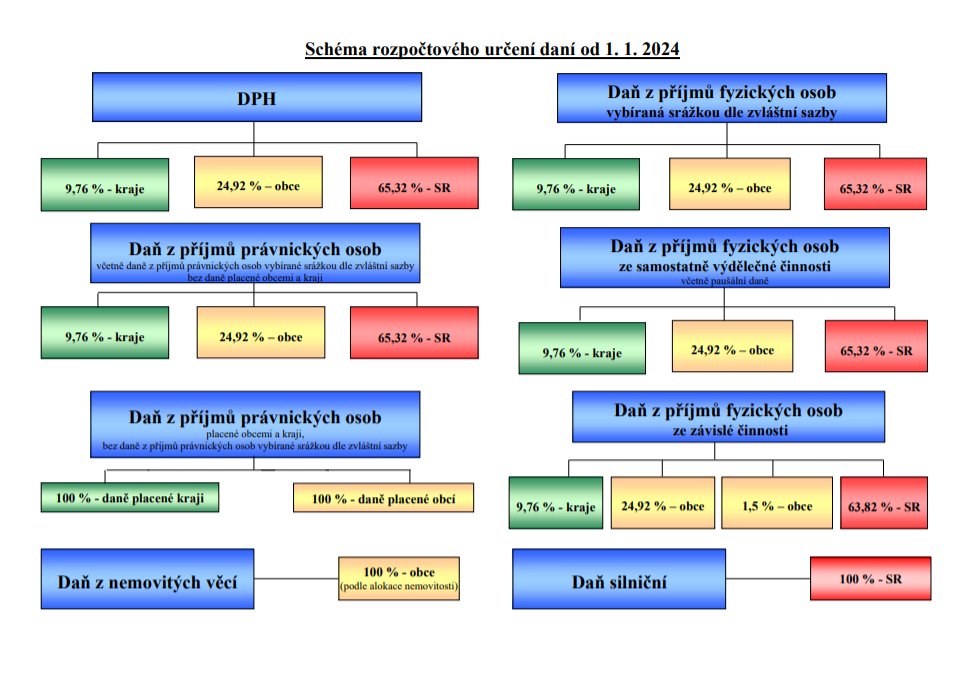 Schéma rozpočtového určení daní od 1. 1. 2024
DPH
9,76 % - kraje
24,92 % – obce
65,32 % - SR
Daň z příjmů fyzických osob
vybíraná srážkou dle zvláštní sazby
9,76 % - kraje
24,92 % – obce
65,32 % - SR
Daň z příjmů právnických osob
včetně daně z příjmů právnických osob vybírané srážkou dle zvláštní sazby
bez daně placené obcemi a kraji
9,76 % - kraje
24,92 % – obce
65,32 % - SR
Daň z příjmů fyzických osob
ze samostatně výdělečné činnosti
včetně paušální daně
9,76 % - kraje
24,92 % – obce
65,32 % - SR
Daň z příjmů právnických osob
placené obcemi a kraji,
bez daně z příjmů právnických osob vybírané srážkou dle zvláštní sazby
100 % - daně placené kraji
100 % - daně placené obcí
Daň z příjmů fyzických osob
ze závislé činnosti
9,76 % - kraje
24,92 % – obce
1,5 % – obce
63,82 % - SR
Daň z nemovitých věcí
100 % - obce
(podle alokace nemovitosti)
Daň silniční
100 % - SR